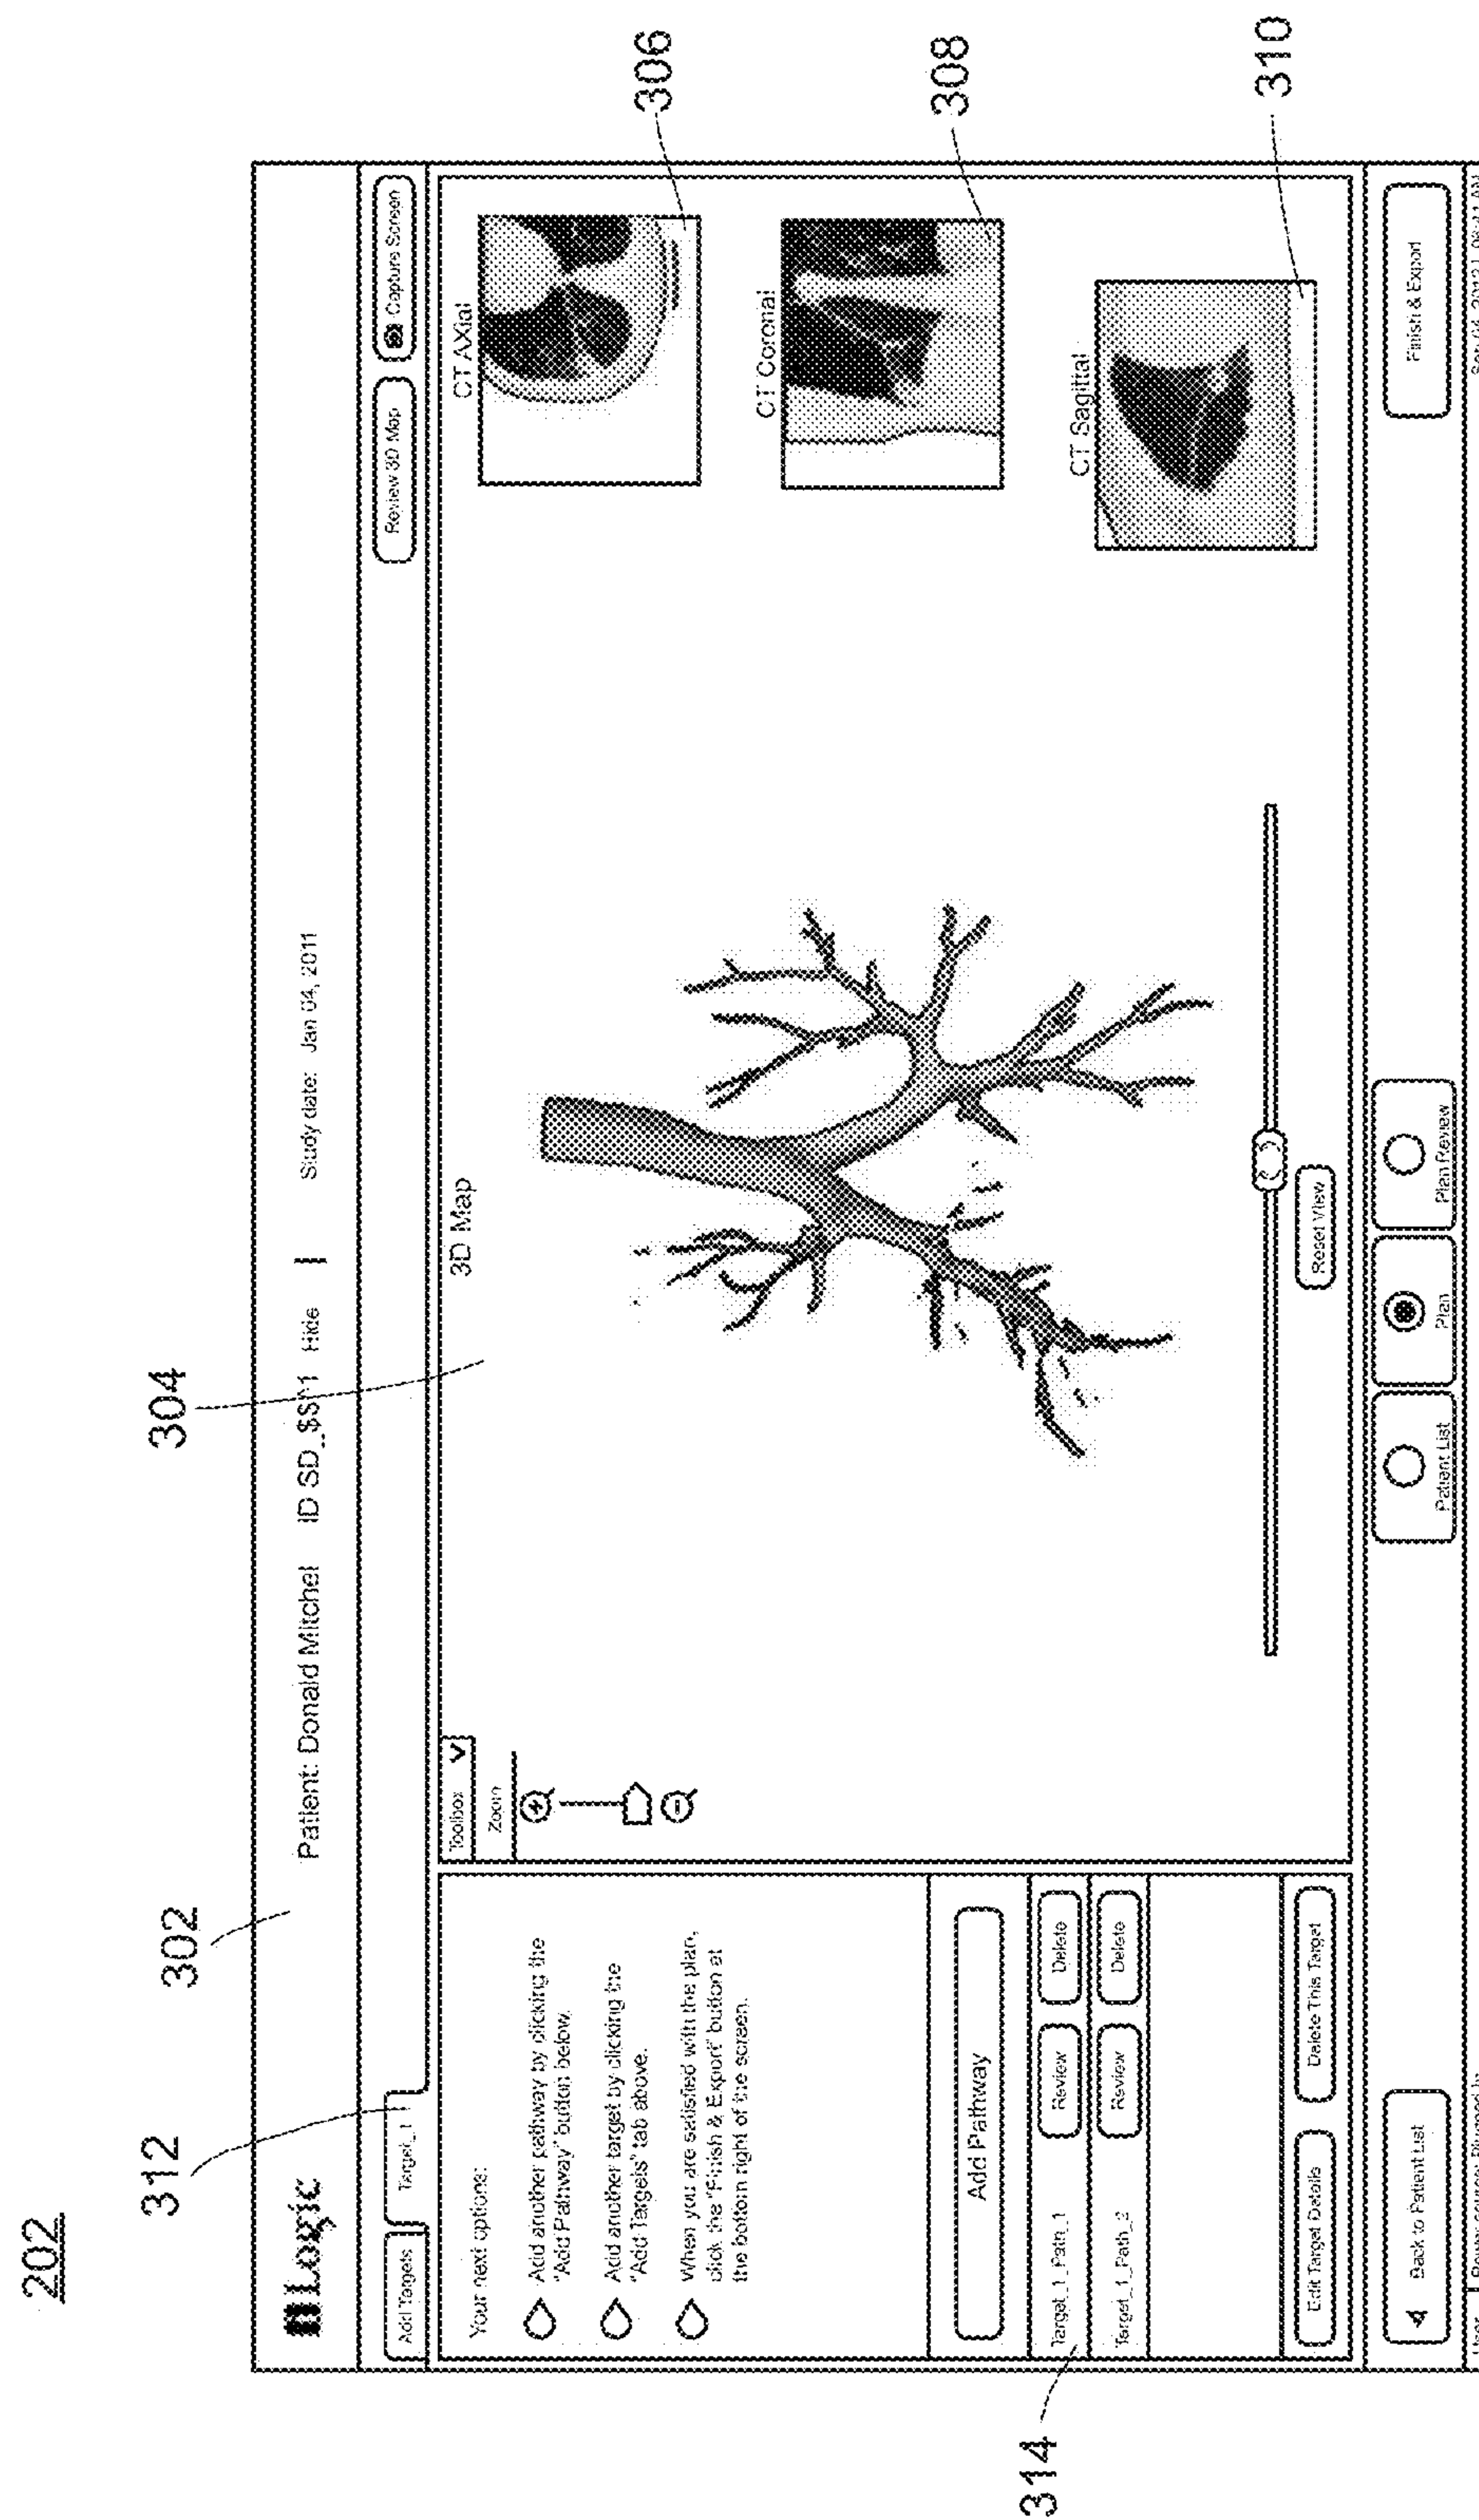 202
302
304
306
308
310
312
314
iLogic
Patient: Donald Mitchel
ID SD_$$^1 Hide
Study date: Jan 04, 2011
Add Targets
Target_1
Review 3D Map
Capture Screen
Your next options:
Add another pathway by clicking the
"Add Pathway" button below.
Add another target by clicking the
"Add Targets" tab above.
When you are satisfied with the plan,
click the "Finish & Export" button at
the bottom right of the screen.
Add Pathway
Target_1_Path_1
Review
Delete
Target_1_Path_2
Review
Delete
Edit Target Details
Delete This Target
Toolbox
Zoom
3D Map
Reset View
CT AXial
CT Coronal
CT Sagittal
Back to Patient List
Patient List
Plan
Plan Review
Finish & Export